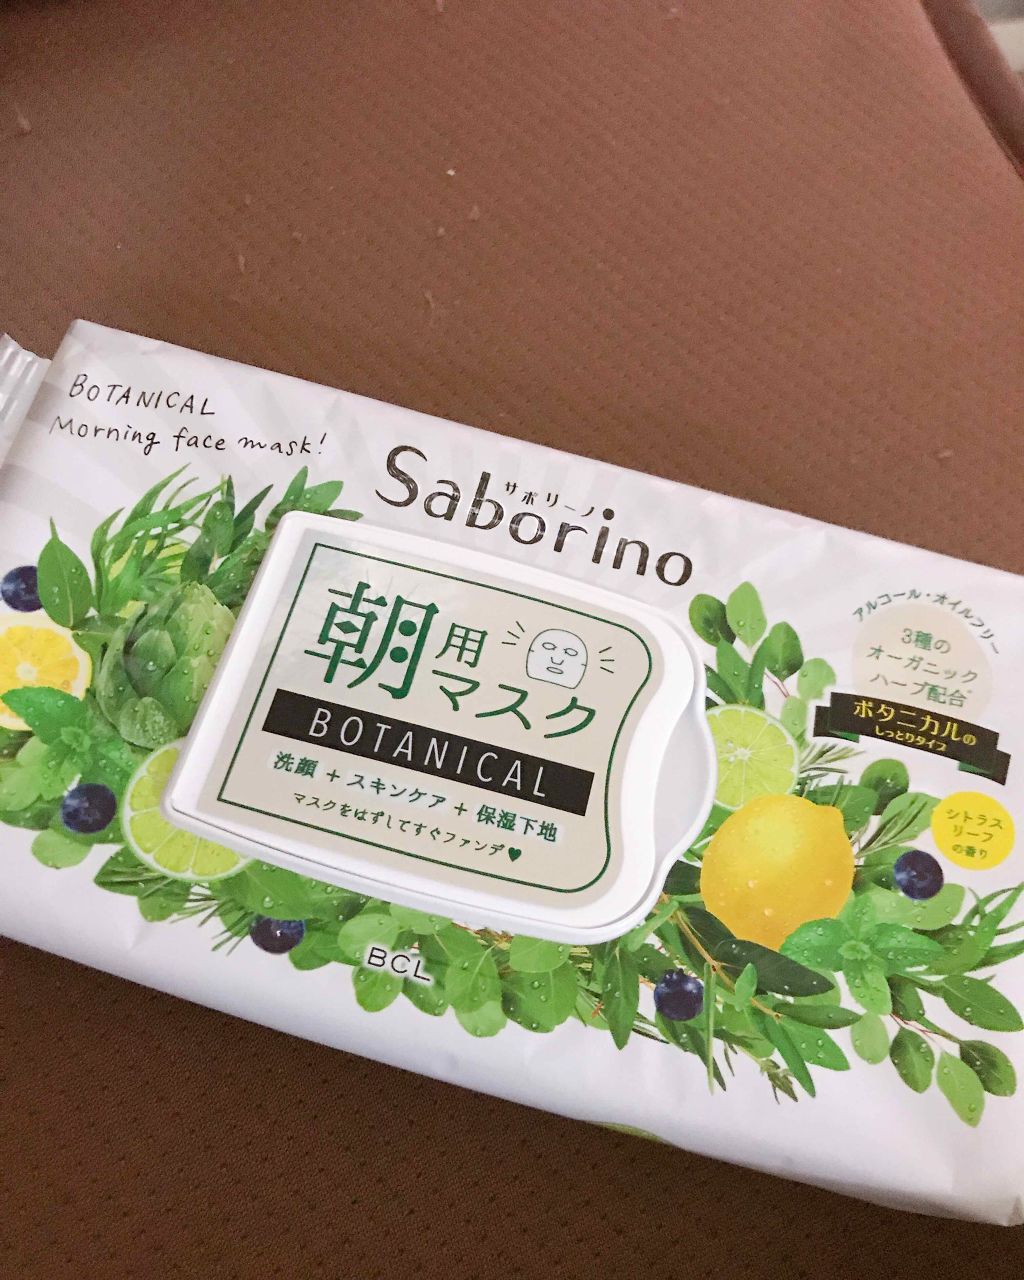 BOTANICAL
Morning face mask!
サボリーノ
Saborino
朝用
マスク
BOTANICAL
洗顔 + スキンケア + 保湿下地
マスクをはずしてすぐファンデ♥
BCL
アルコール・オイルフリー
3種の
オーガニック
ハーブ配合*
ボタニカルの
しっとりタイプ
シトラス
リーフ
の香り